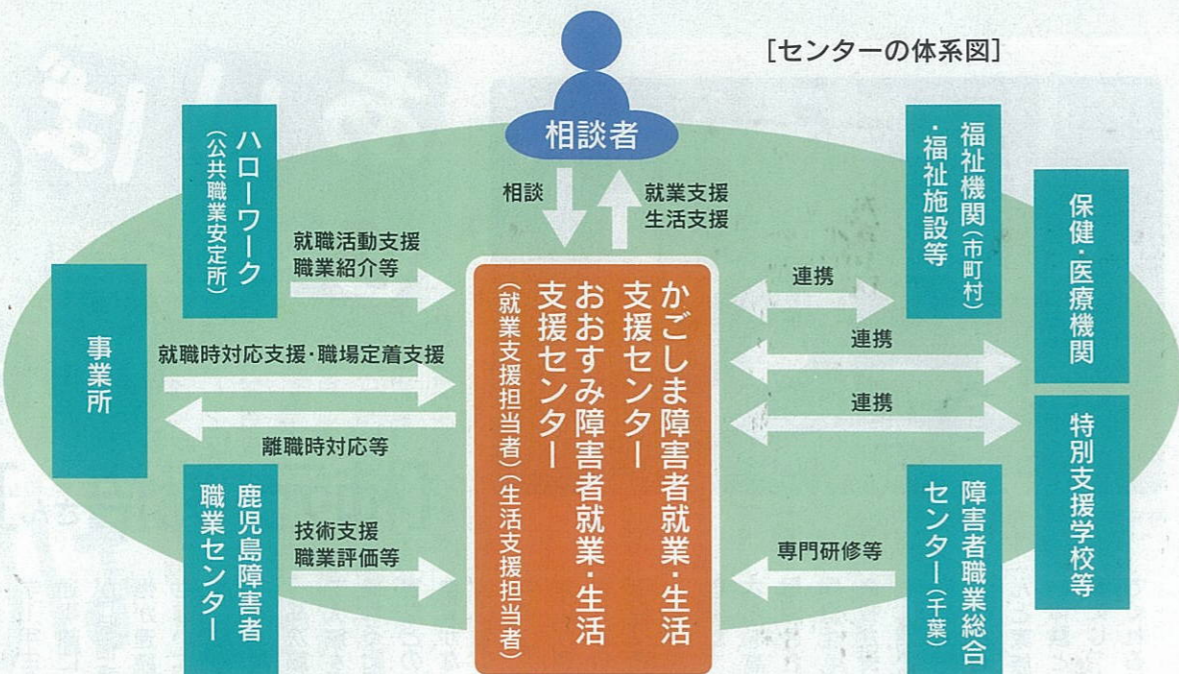 [センターの体系図]
相談者
相談
就業支援
生活支援
ハローワーク
(公共職業安定所)
就職活動支援
職業紹介等
事業所
就職時対応支援・職場定着支援
離職時対応等
鹿児島障害者
職業センター
技術支援
職業評価等
かごしま障害者就業・生活
支援センター
おおすみ障害者就業・生活
支援センター
(就業支援担当者)(生活支援担当者)
福祉機関(市町村)
・福祉施設等
連携
保健・医療機関
連携
特別支援学校等
連携
障害者職業総合
センター(千葉)
専門研修等